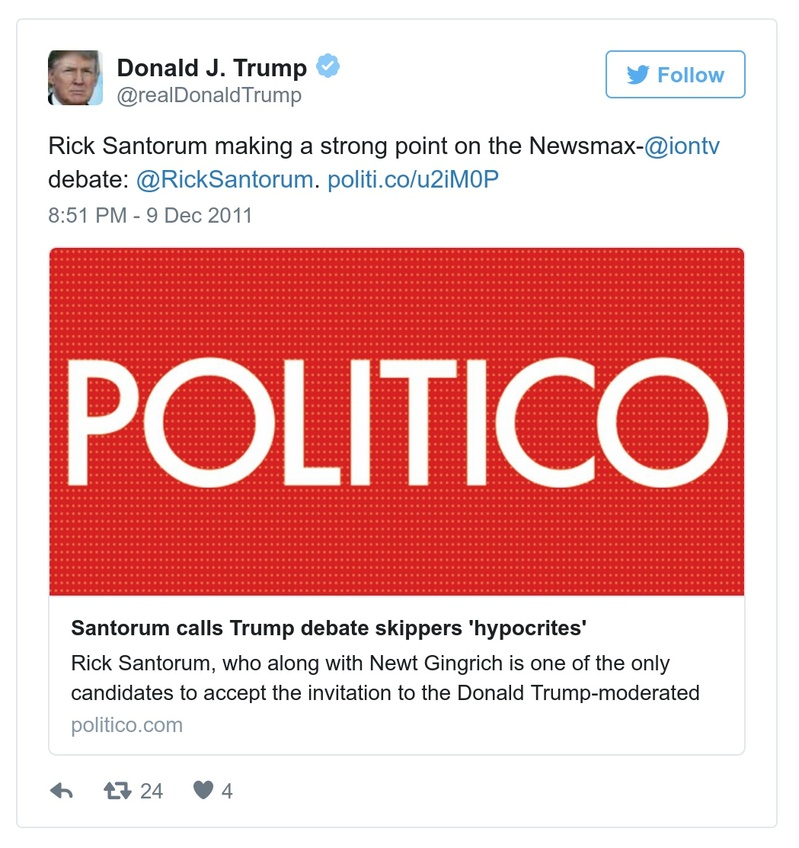 Donald J. Trump
@realDonaldTrump
Follow
Rick Santorum making a strong point on the Newsmax-@iontv
debate: @RickSantorum. politi.co/u2iM0P
8:51 PM - 9 Dec 2011
POLITICO
Santorum calls Trump debate skippers 'hypocrites'
Rick Santorum, who along with Newt Gingrich is one of the only
candidates to accept the invitation to the Donald Trump-moderated
politico.com
24 4